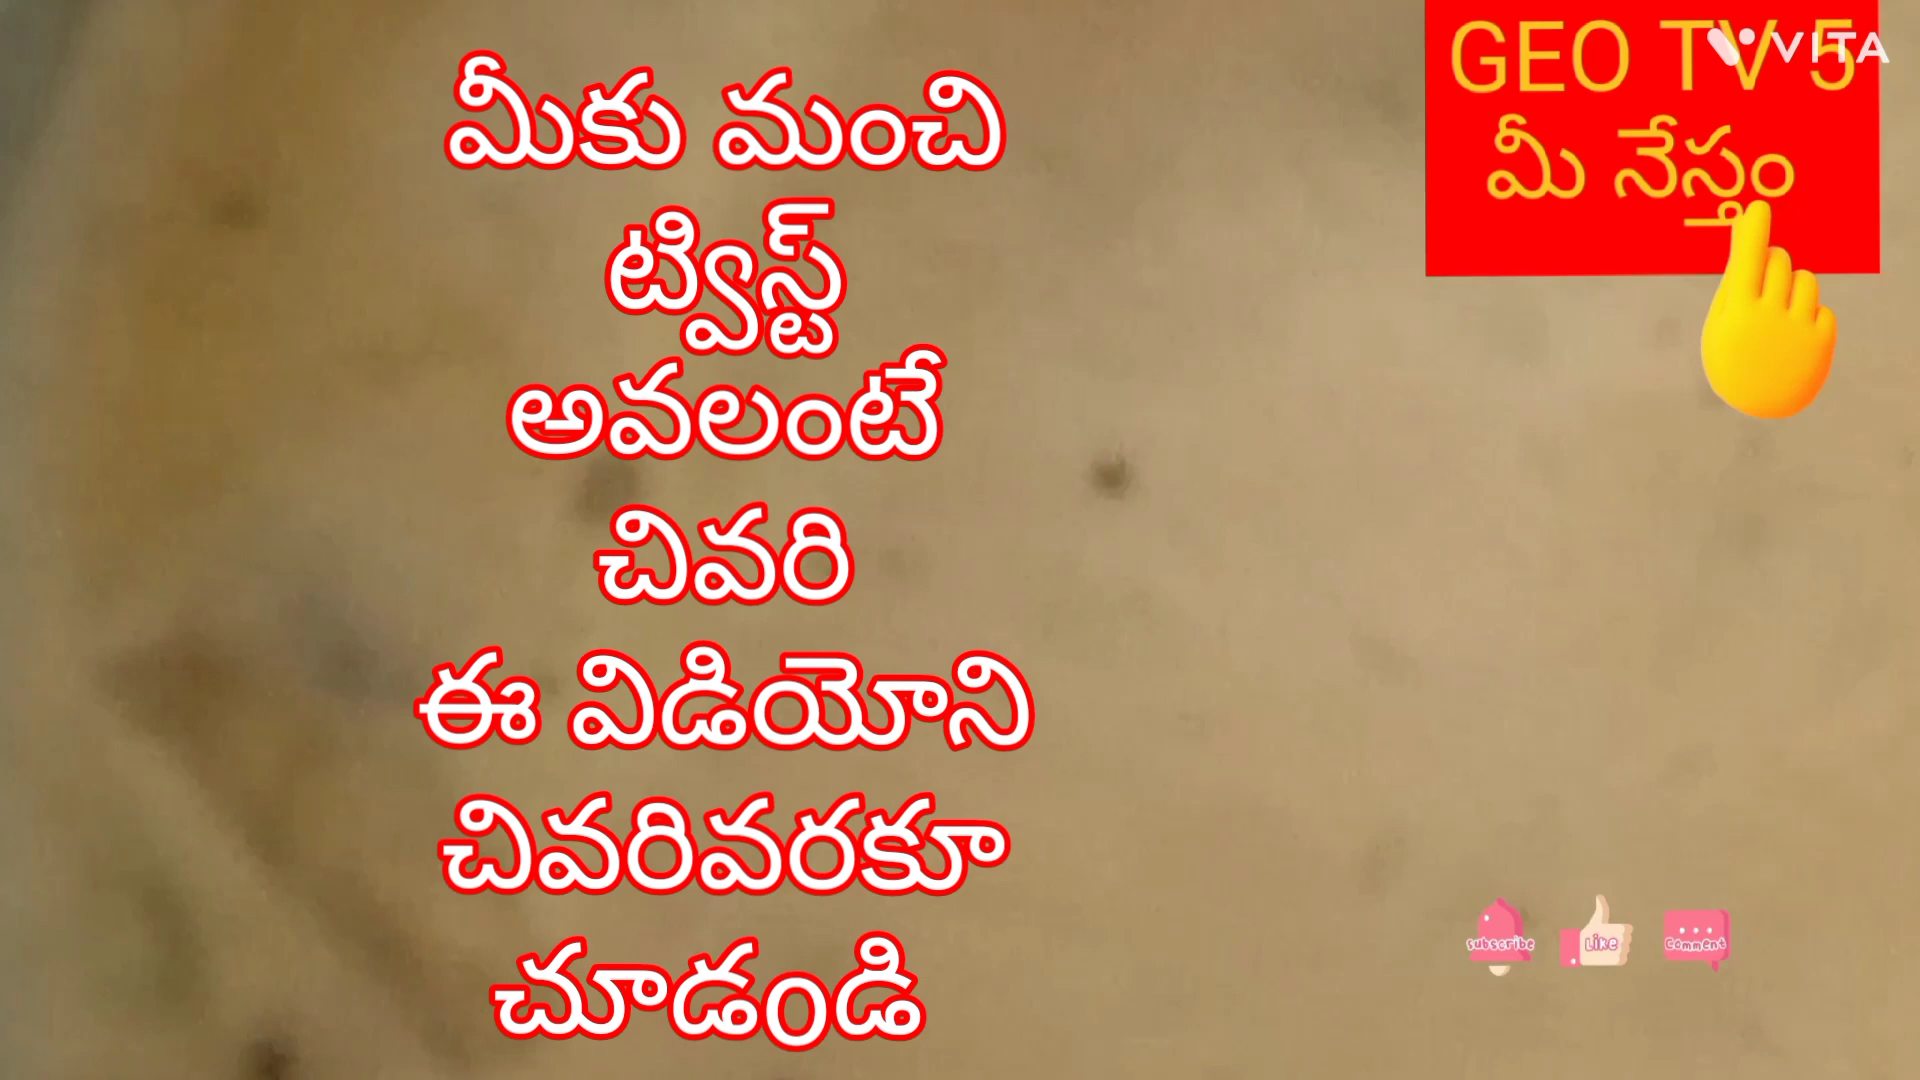 మీకు మంచి
ట్విస్ట్
అవలంటే
చివరి
ఈ విడియోని
చివరివరకూ
చూడండి
GEO TV 5
మీ నేస్తం
VITA
subscribe
Like
Comment